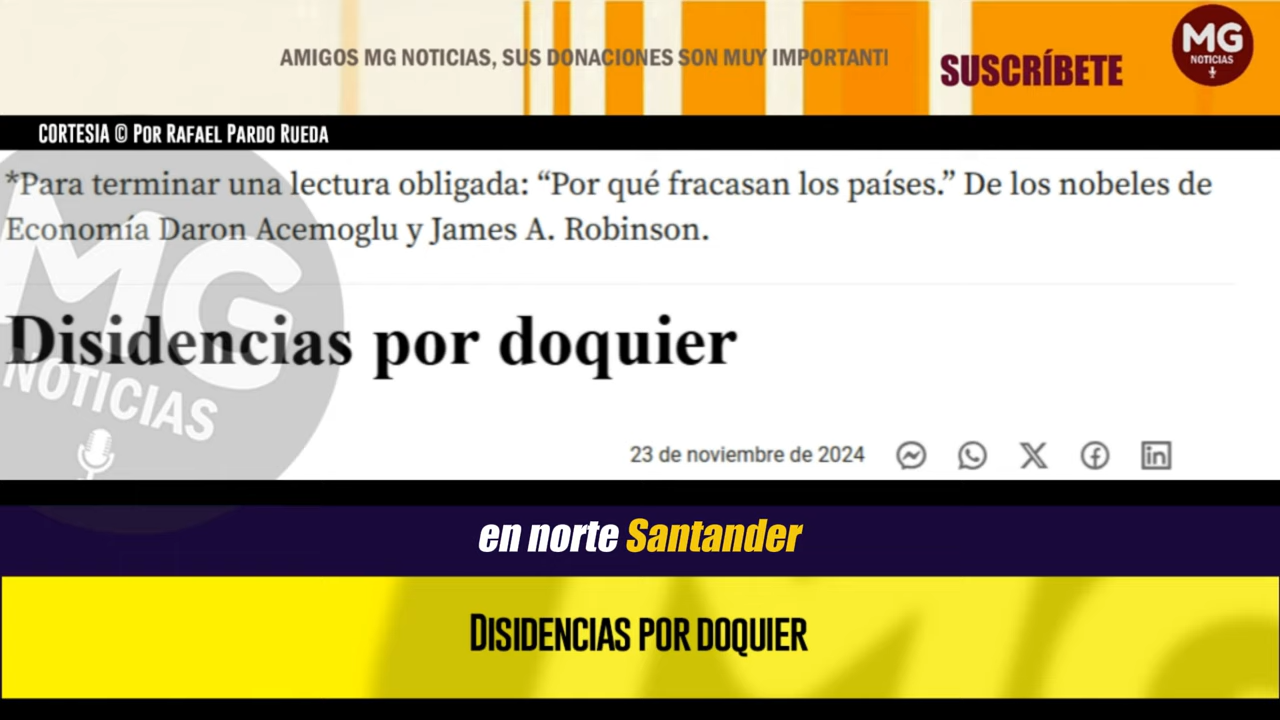 AMIGOS MG NOTICIAS, SUS DONACIONES SON MUY IMPORTANTI
SUSCRÍBETE
MG
NOTICIAS
CORTESIA © POR RAFAEL PARDO RUEDA
*Para terminar una lectura obligada: “Por qué fracasan los países.” De los nobeles de
Economía Daron Acemoglu y James A. Robinson.
MG
NOTICIAS
Disidencias por doquier
23 de noviembre de 2024
en norte Santander
DISIDENCIAS POR DOQUIER